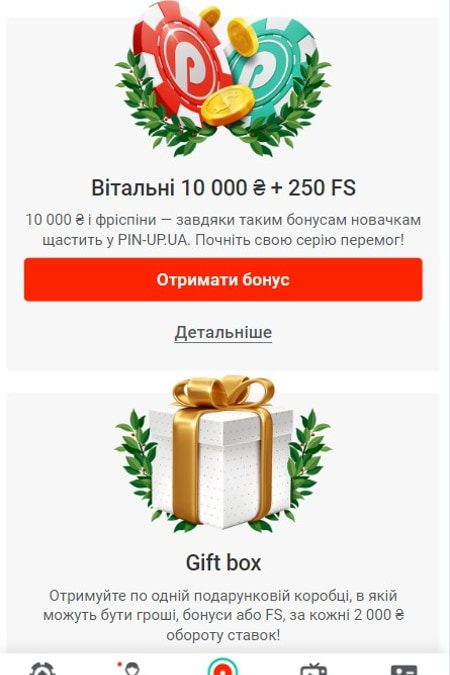 Вітальні 10 000 ₴ + 250 FS
10 000 ₴ і фріспіни — завдяки таким бонусам новачкам
щастить у PIN-UP.UA. Почніть свою серію перемог!
Отримати бонус
Детальніше
Gift box
Отримуйте по одній подарунковій коробці, в якій
можуть бути гроші, бонуси або FS, за кожні 2 000 ₴
обороту ставок!